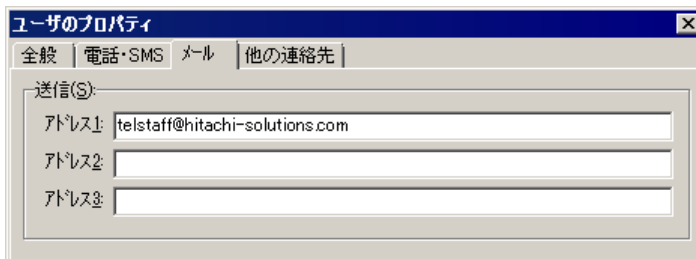 ユーザのプロパティ
全般 電話・SMS ﾒｰﾙ 他の連絡先
送信(S):
ｱﾄﾞﾚｽ1: telstaff@hitachi-solutions.com
ｱﾄﾞﾚｽ2:
ｱﾄﾞﾚｽ3: